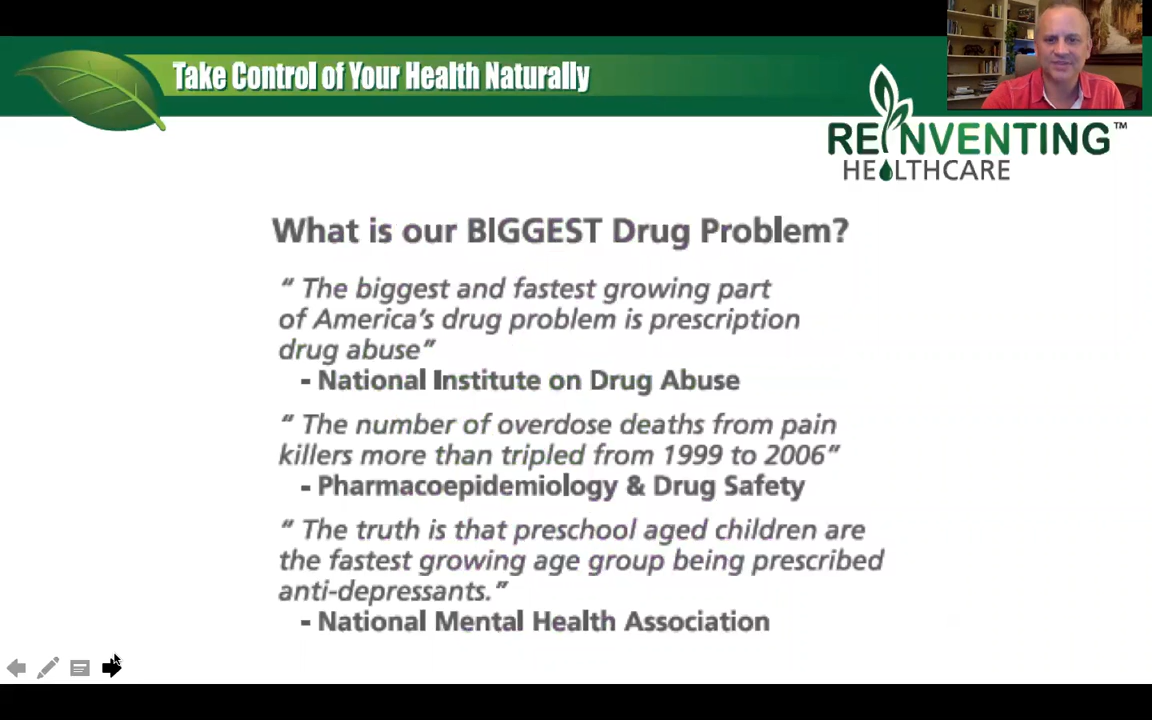 Take Control of Your Health Naturally
REINVENTING™
HEALTHCARE
What is our BIGGEST Drug Problem?
“ The biggest and fastest growing part
of America’s drug problem is prescription
drug abuse”
- National Institute on Drug Abuse
“ The number of overdose deaths from pain
killers more than tripled from 1999 to 2006”
- Pharmacoepidemiology & Drug Safety
“ The truth is that preschool aged children are
the fastest growing age group being prescribed
anti-depressants.”
- National Mental Health Association